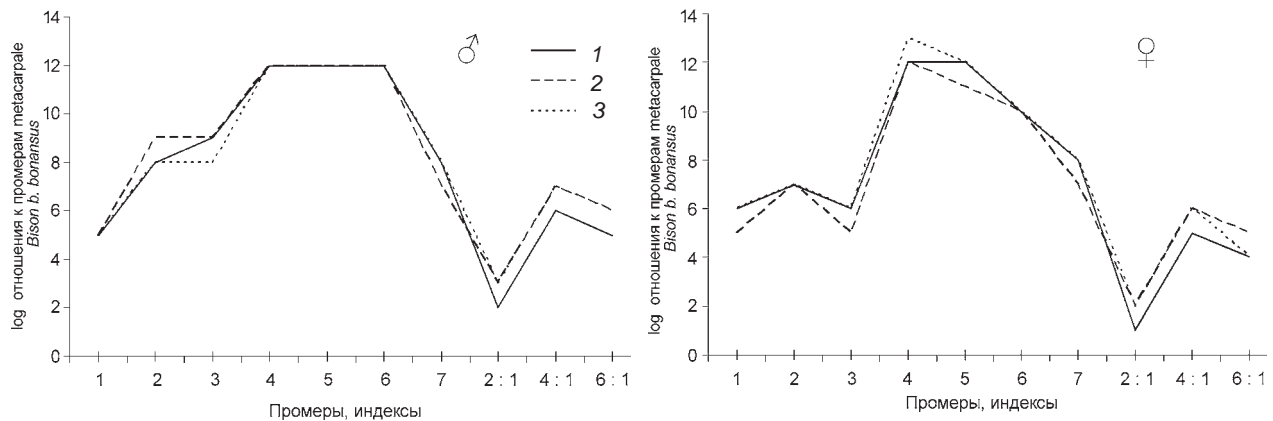 log отношения к промерам metacarpale
Bison b. bonansus
14
12
10
8
6
4
2
0
♂
1
2
3
1 2 3 4 5 6 7 2 : 1 4 : 1 6 : 1
Промеры, индексы
log отношения к промерам metacarpale
Bison b. bonansus
14
12
10
8
6
4
2
0
♀
1 2 3 4 5 6 7 2 : 1 4 : 1 6 : 1
Промеры, индексы